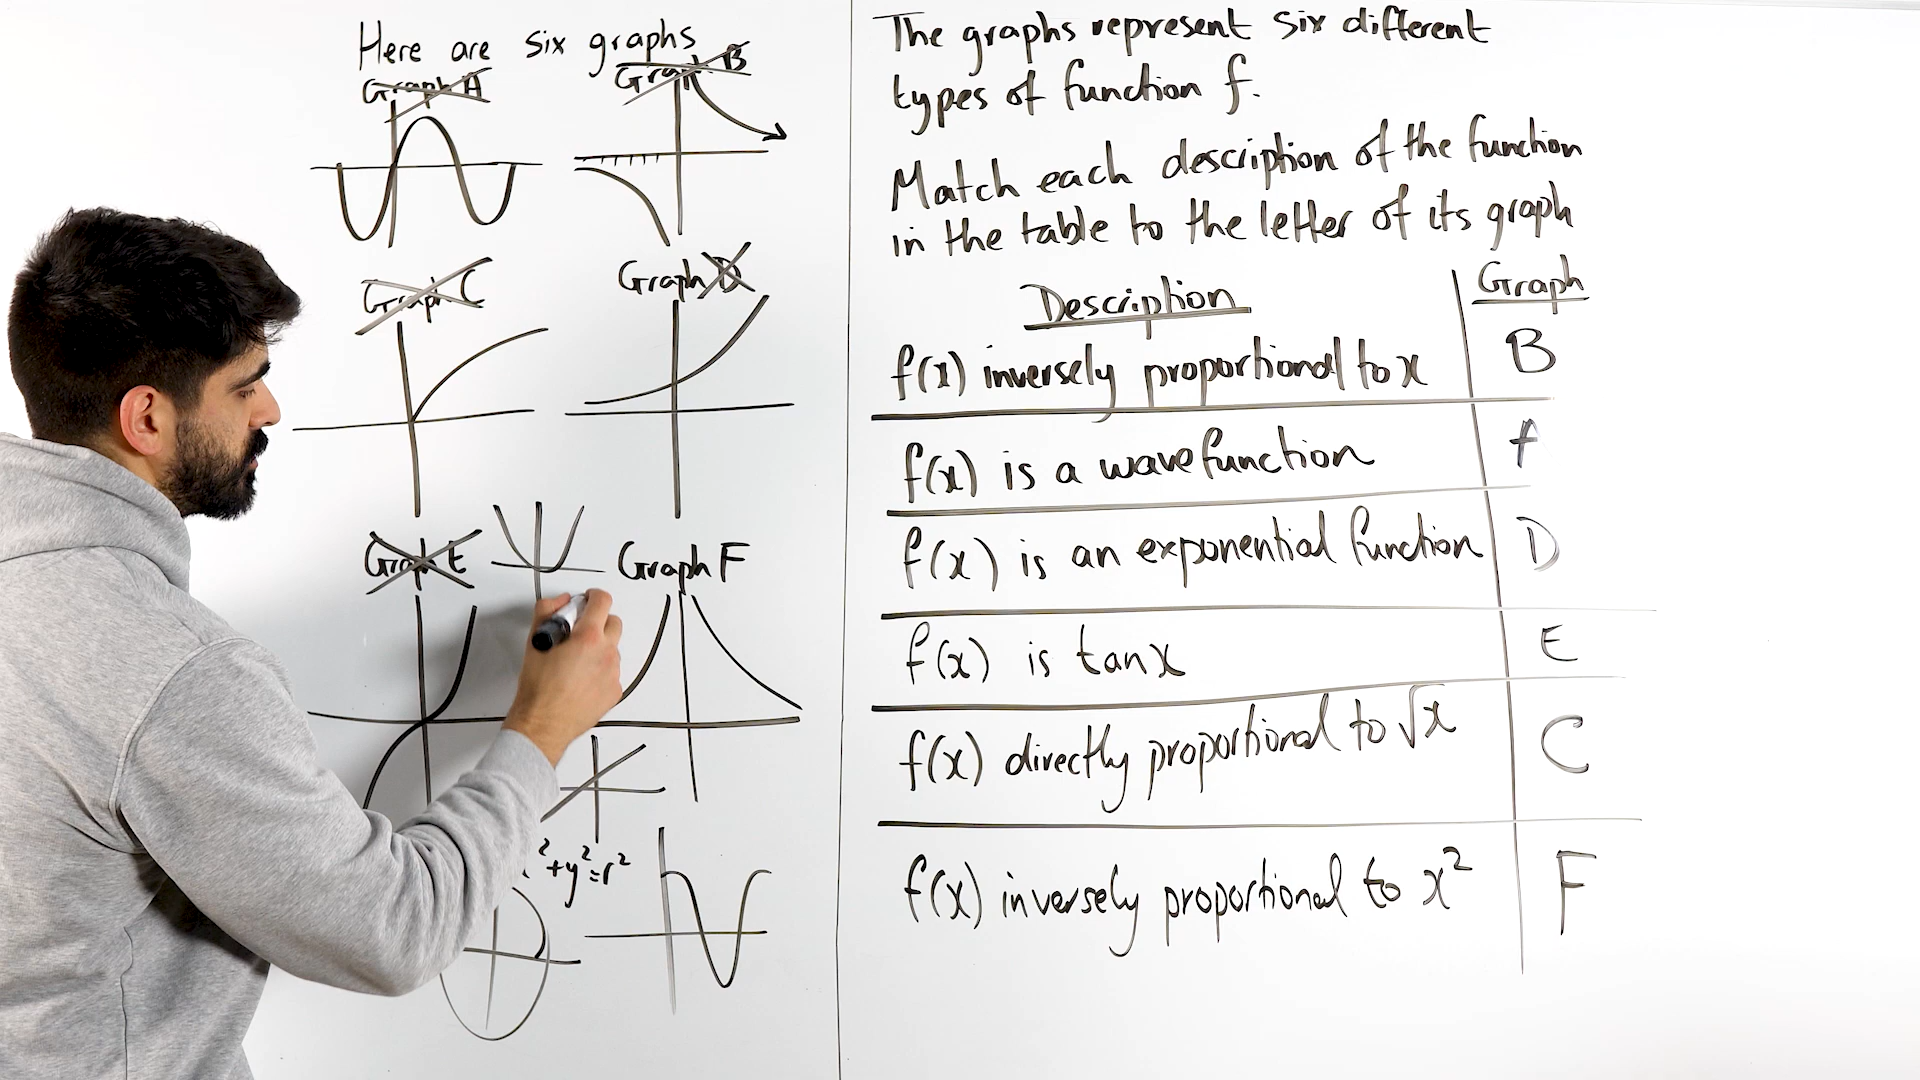 Here are six graphs
Graph A
Graph B
Graph C
Graph D
Graph E
Graph F
²+y²=r²
The graphs represent six different
types of function f.
Match each description of the function
in the table to the letter of its graph
Description Graph
f(x) inversely proportional to x B
f(x) is a wave function A
f(x) is an exponential function D
f(x) is tanx E
f(x) directly proportional to √x C
f(x) inversely proportional to x² F